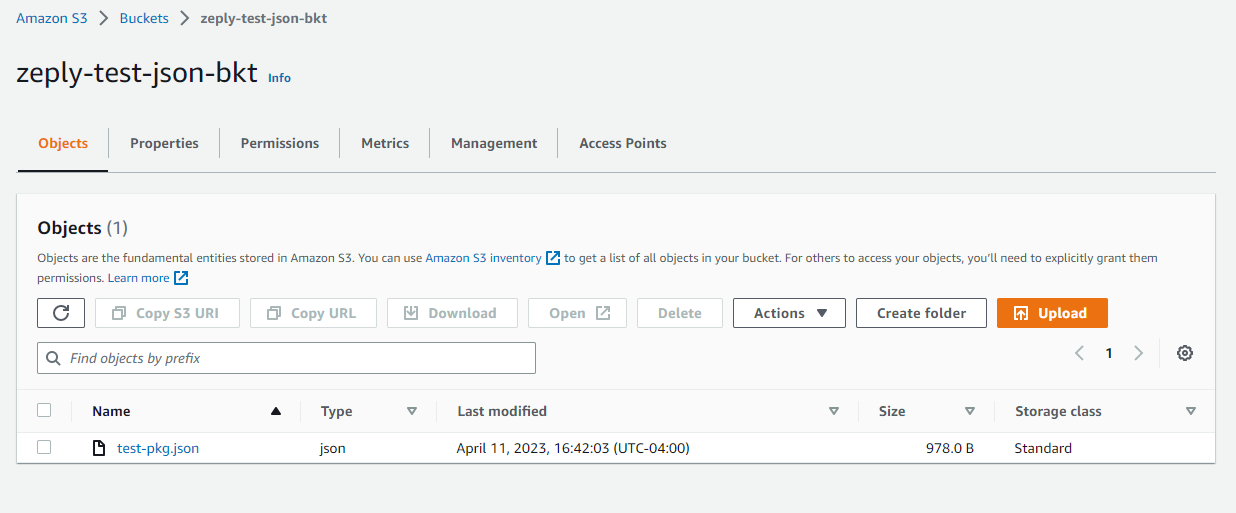 Amazon S3 > Buckets > zeply-test-json-bkt
zeply-test-json-bkt Info
Objects Properties Permissions Metrics Management Access Points
Objects (1)
Objects are the fundamental entities stored in Amazon S3. You can use Amazon S3 inventory to get a list of all objects in your bucket. For others to access your objects, you'll need to explicitly grant them
permissions. Learn more
Copy S3 URI Copy URL Download Open Delete Actions Create folder Upload
Find objects by prefix 1
Name Type Last modified Size Storage class
test-pkg.json json April 11, 2023, 16:42:03 (UTC-04:00) 978.0 B Standard